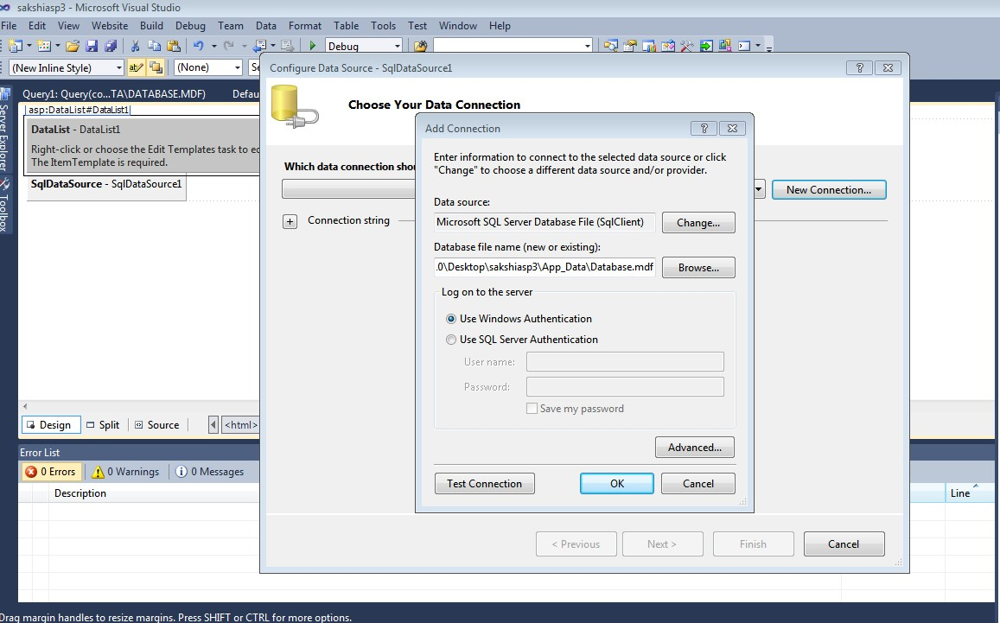 sakshiasp3 - Microsoft Visual Studio
File Edit View Website Build Debug Team Data Format Table Tools Test Window Help
Debug
(New Inline Style) (None) Se
Configure Data Source - SqlDataSource1
Server Explorer
Toolbox
Query1: Query(co...TA\DATABASE.MDF) Defau
asp:DataList#DataList1
DataList - DataList1
Right-click or choose the Edit Templates task to ed
The ItemTemplate is required.
SqlDataSource - SqlDataSource1
Choose Your Data Connection
Which data connection shou
New Connection...
Connection string
Add Connection
Enter information to connect to the selected data source or click
"Change" to choose a different data source and/or provider.
Data source:
Microsoft SQL Server Database File (SqlClient) Change...
Database file name (new or existing):
.0\Desktop\sakshiasp3\App_Data\Database.mdf Browse...
Log on to the server
Use Windows Authentication
Use SQL Server Authentication
User name:
Password:
Save my password
Advanced...
Test Connection OK Cancel
< Previous Next > Finish Cancel
Design Split Source <html>
Error List
0 Errors 0 Warnings 0 Messages
Description Line
Drag margin handles to resize margins. Press SHIFT or CTRL for more options.